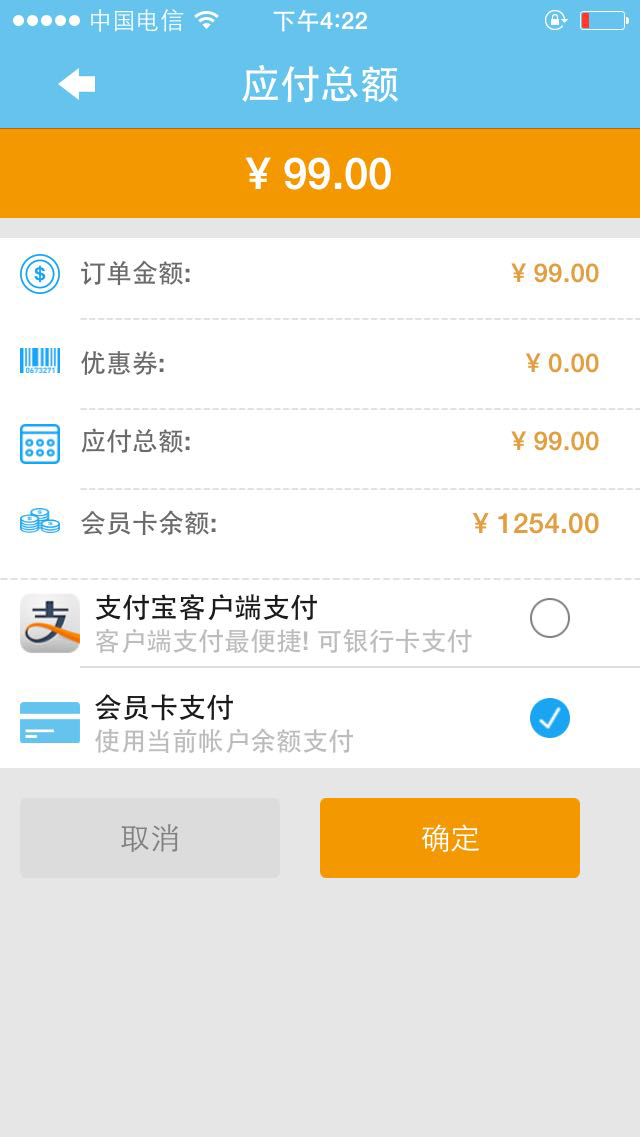 中国电信 下午4:22
应付总额
¥ 99.00
订单金额: ¥ 99.00
0673271
优惠券: ¥ 0.00
应付总额: ¥ 99.00
会员卡余额: ¥ 1254.00
支
支付宝客户端支付
客户端支付最便捷! 可银行卡支付
会员卡支付
使用当前帐户余额支付
取消 确定